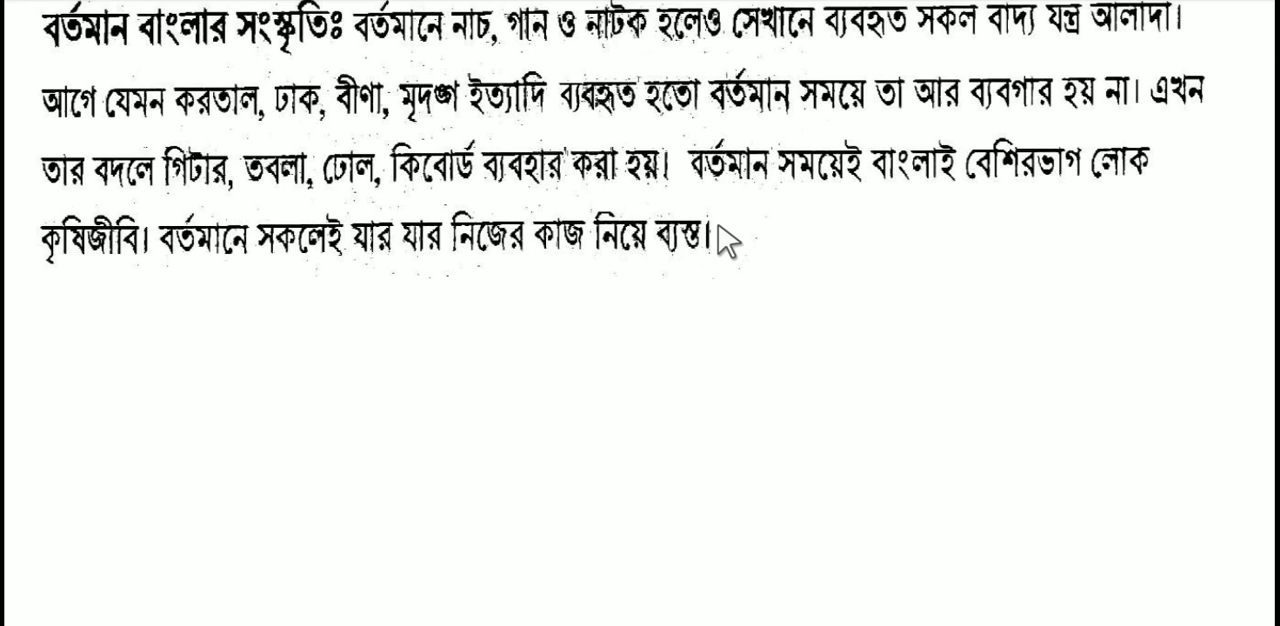 বর্তমান বাংলার সংস্কৃতিঃ বর্তমানে নাচ, গান ও নাটক হলেও সেখানে ব্যবহৃত সকল বাদ্য যন্ত্র আলাদা।
আগে যেমন করতাল, ঢাক, বীণা, মৃদঙ্গ ইত্যাদি ব্যবহৃত হতো বর্তমান সময়ে তা আর ব্যবগার হয় না। এখন
তার বদলে গিটার, তবলা, ঢোল, কিবোর্ড ব্যবহার করা হয়। বর্তমান সময়েই বাংলাই বেশিরভাগ লোক
কৃষিজীবি। বর্তমানে সকলেই যার যার নিজের কাজ নিয়ে ব্যস্ত।